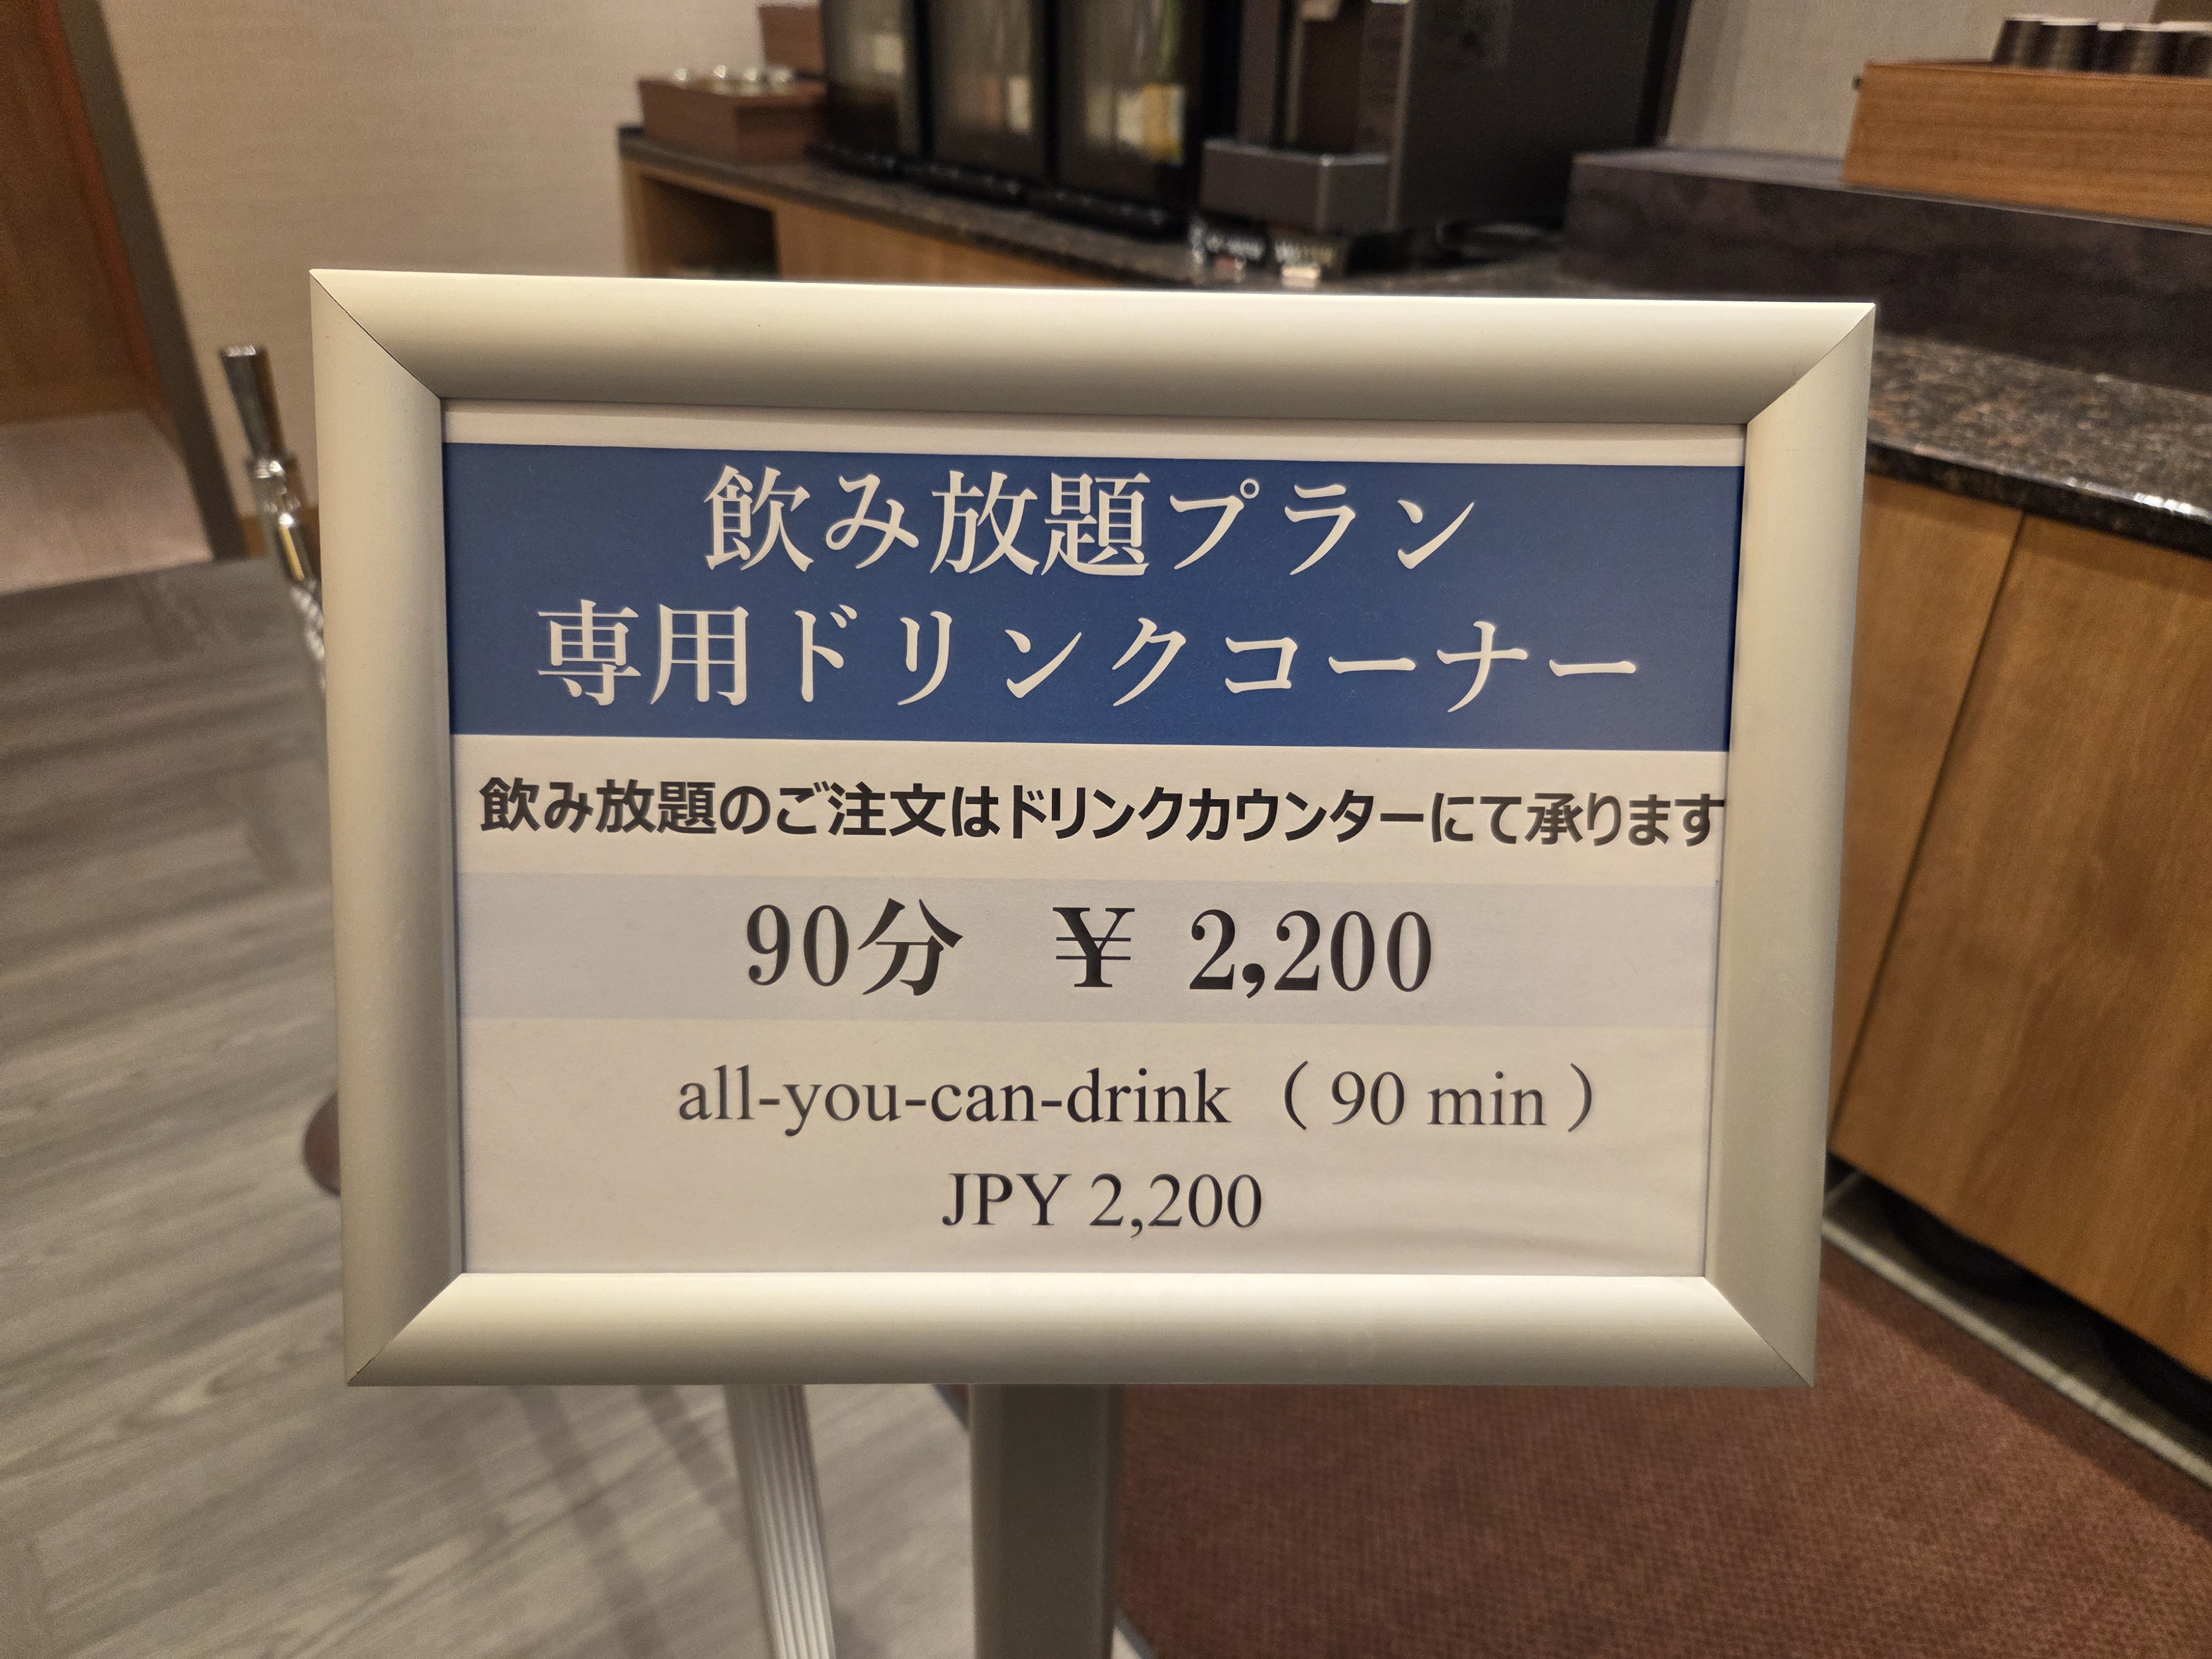 飲み放題プラン
専用ドリンクコーナー
飲み放題のご注文はドリンクカウンターにて承ります
90分 ￥ 2,200
all-you-can-drink （ 90 min ）
JPY 2,200